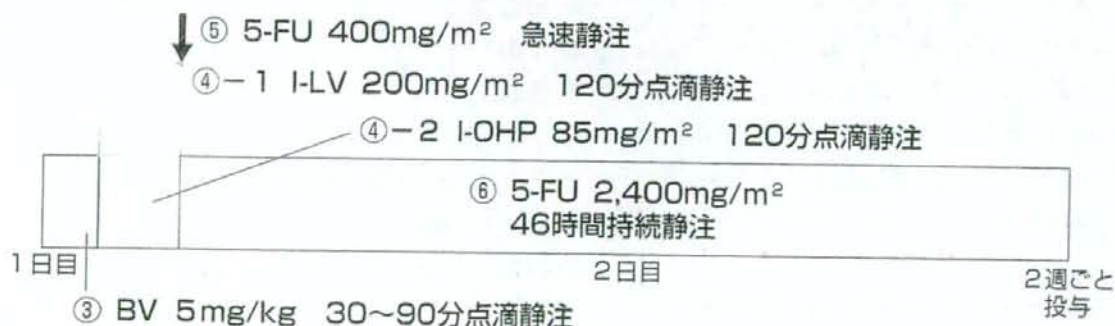 ⑤ 5-FU 400mg/m² 急速静注
④−1 l-LV 200mg/m² 120分点滴静注
④−2 l-OHP 85mg/m² 120分点滴静注
⑥ 5-FU 2,400mg/m²
46時間持続静注
1日目
2日目
2週ごと
投与
③ BV 5mg/kg 30〜90分点滴静注